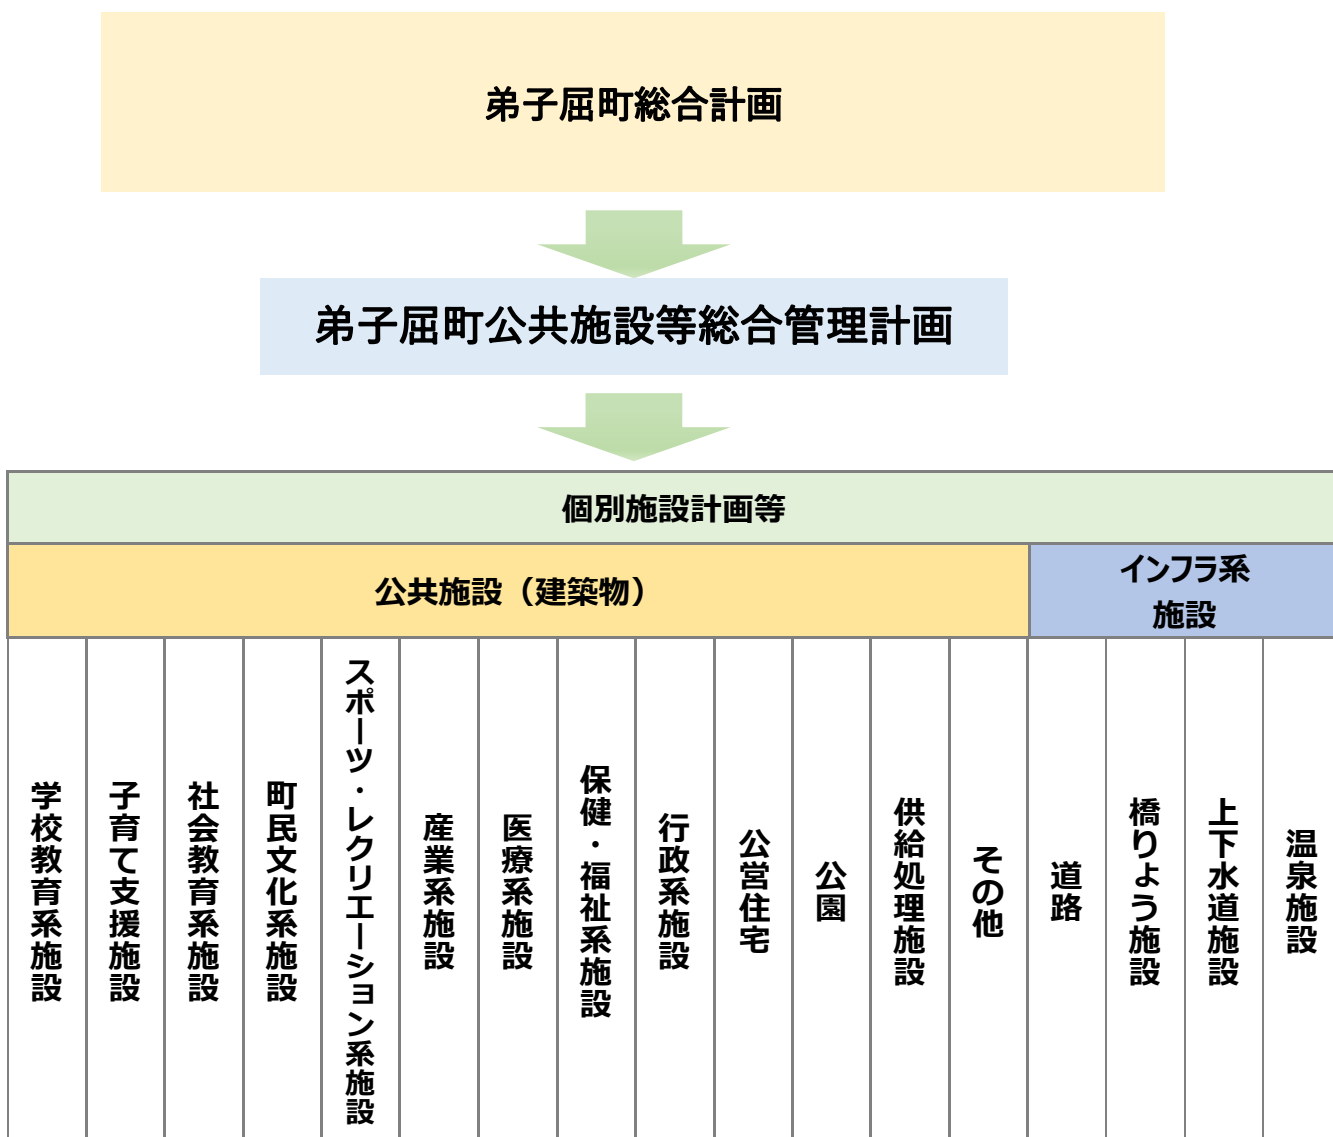 弟子屈町総合計画
弟子屈町公共施設等総合管理計画
個別施設計画等
公共施設（建築物）
インフラ系
施設
学校教育系施設
子育て支援施設
社会教育系施設
町民文化系施設
スポーツ・レクリエーション系施設
産業系施設
医療系施設
保健・福祉系施設
行政系施設
公営住宅
公園
供給処理施設
その他
道路
橋りょう施設
上下水道施設
温泉施設